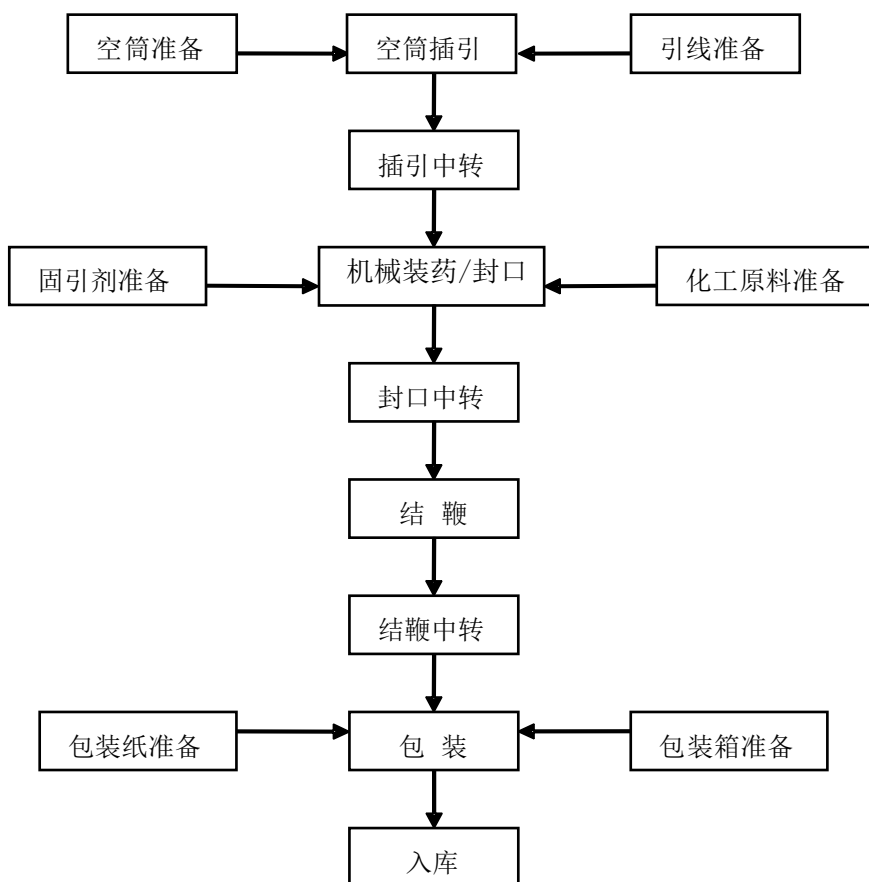 空筒准备
空筒插引
引线准备
插引中转
固引剂准备
机械装药/封口
化工原料准备
封口中转
结 鞭
结鞭中转
包装纸准备
包 装
包装箱准备
入库